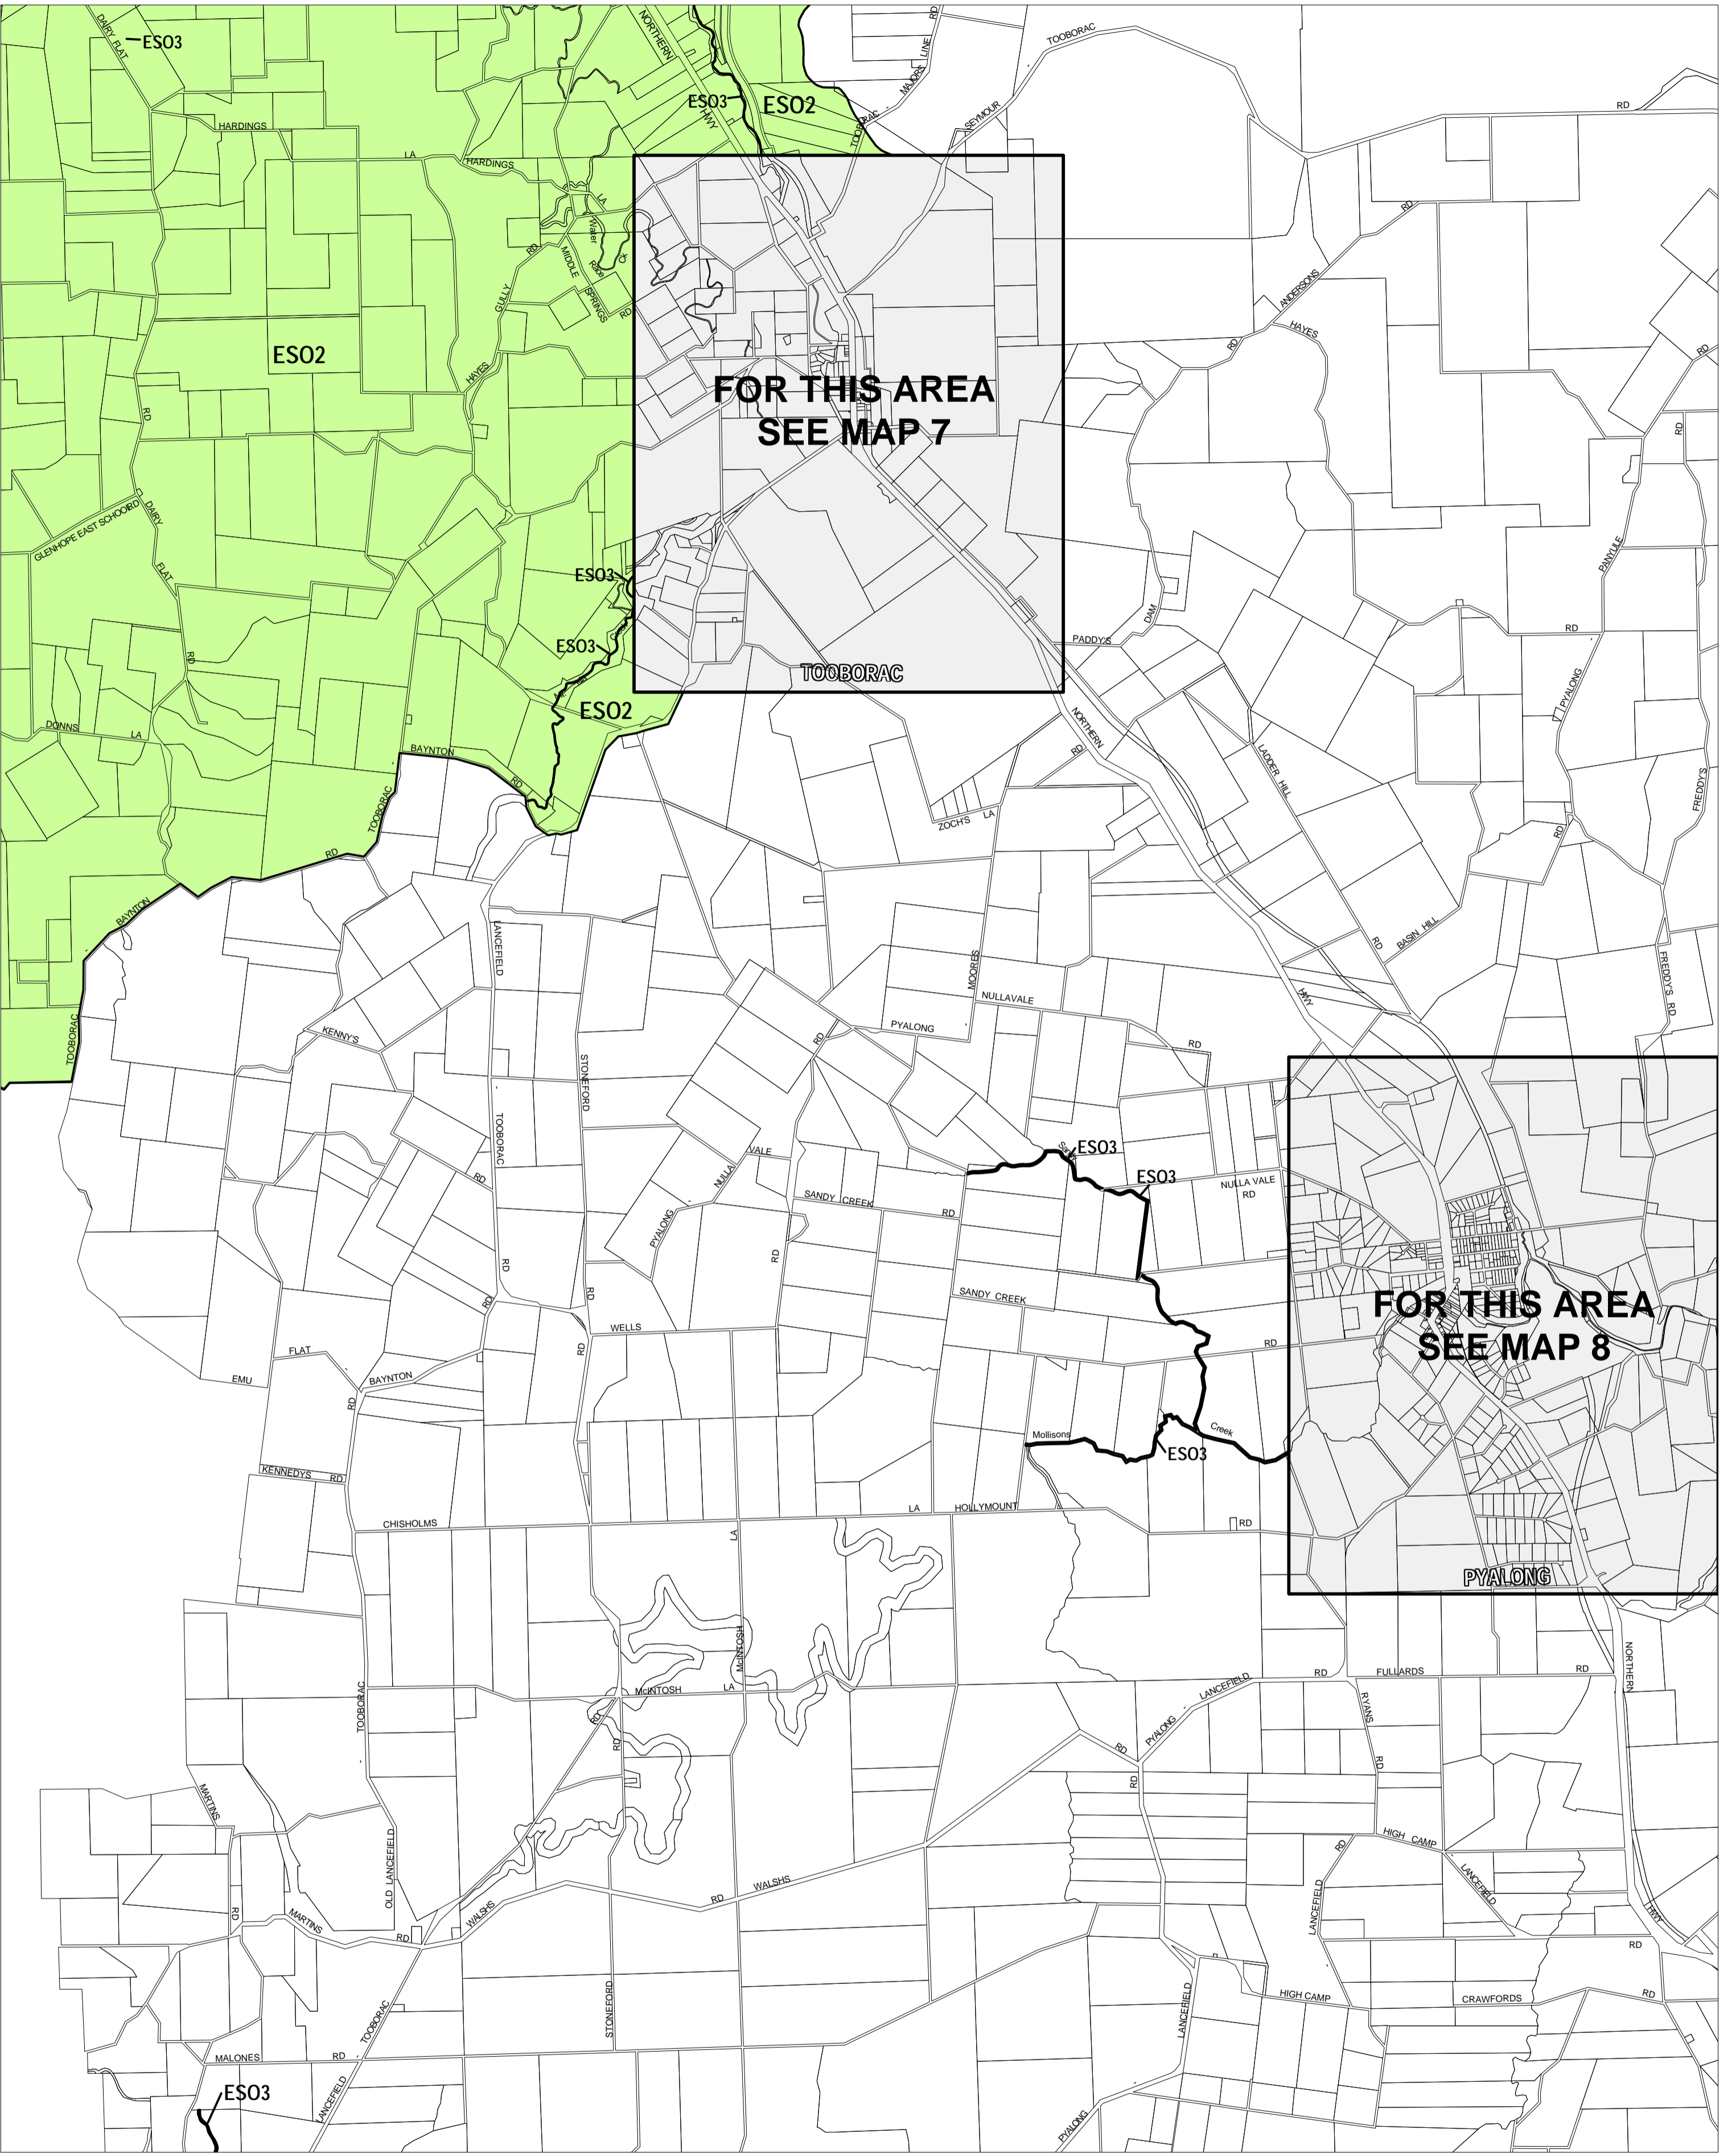 DAIRY FLAT
ESO3
NORTHERN
HWY
ESO3
ESO2
TOOBORAC
MAJORS LINE
RD
SEYMOUR
TOOBORAC
RD
HARDINGS
LA
HARDINGS
LA
Water
Race
Ck
MIDDLE
SPRINGS
RD
RD
GULLY
HAYES
ESO2
RD
FOR THIS AREA
SEE MAP 7
TOOBORAC
RD
ANDERSONS
HAYES
RD
RD
RD
PANYULE
RD
PYALONG
RD
FREDDY'S
GLENHOPE EAST SCHOOL
RD
DAIRY
FLAT
RD
ESO3
ESO3
ESO2
PADDY'S
DAM
DONNS
LA
BAYNTON
RD
TOOBORAC
RD
BAYNTON
TOOBORAC
NORTHERN
RD
LADDER HILL
RD
BASIN HILL
HWY
ZOCH'S
LA
LANCEFIELD
MOORES
NULLAVALE
RD
PYALONG
RD
FREDDY'S RD
KENNY'S
STONEFORD
TOOBORAC
RD
NULLA
VALE
PYALONG
SANDY CREEK
RD
ESO3
ESO3
NULLA VALE
RD
RD
RD
RD
RD
SANDY CREEK
RD
FOR THIS AREA
SEE MAP 8
PYALONG
WELLS
RD
FLAT
EMU
BAYNTON
RD
Mollisons
Creek
ESO3
KENNEDYS
RD
CHISHOLMS
LA
LA
HOLLYMOUNT
RD
McINTOSH
McINTOSH
LA
TOOBORAC
RD
RD
PYALONG
-
LANCEFIELD
RD
FULLARDS
RD
NORTHERN
RYANS
RD
RD
RD
MARTINS
RD
OLD LANCEFIELD
MARTINS
RD
WALSHS
RD
WALSHS
HIGH CAMP
RD
LANCEFIELD
LANCEFIELD
HWY
RD
STONEFORD
TOOBORAC
LANCEFIELD
HIGH CAMP
CRAWFORDS
RD
MALONES
RD
-
ESO3
LANCEFIELD
PYALONG